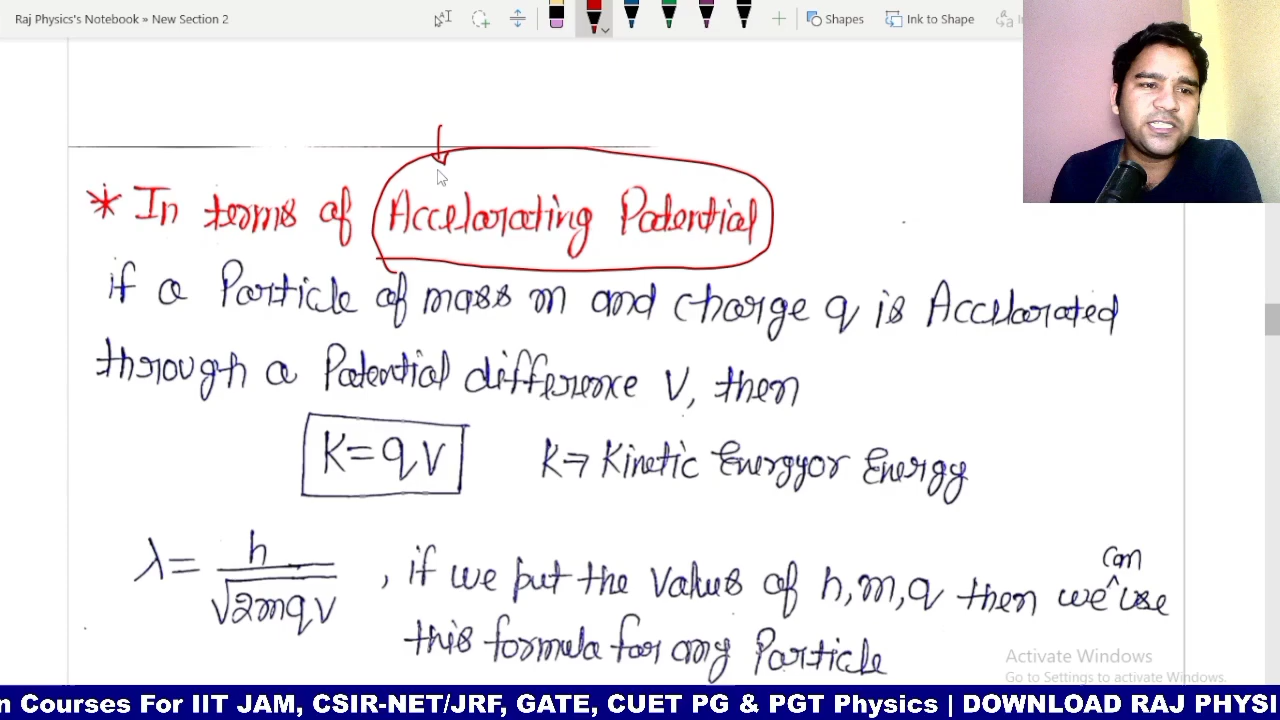 Raj Physics's Notebook » New Section 2
Shapes
Ink to Shape
* In terms of Accelarating Potential
if a Particle of mass m and charge q is Accelarated
through a Potential difference V, then
K=qV K→ Kinetic Energy or Energy
λ= h/√2mqV , if we put the values of h, m, q then we can use
this formula for any Particle
Activate Windows
Go to Settings to activate Windows.
n Courses For IIT JAM, CSIR-NET/JRF, GATE, CUET PG & PGT Physics | DOWNLOAD RAJ PHYSI